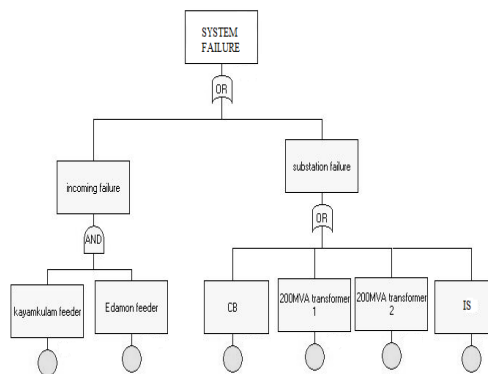 SYSTEM
FAILURE
OR
incoming failure
substation failure
AND
OR
kayamkulam feeder
Edamon feeder
CB
200MVA transformer
1
200MVA transformer
2
IS